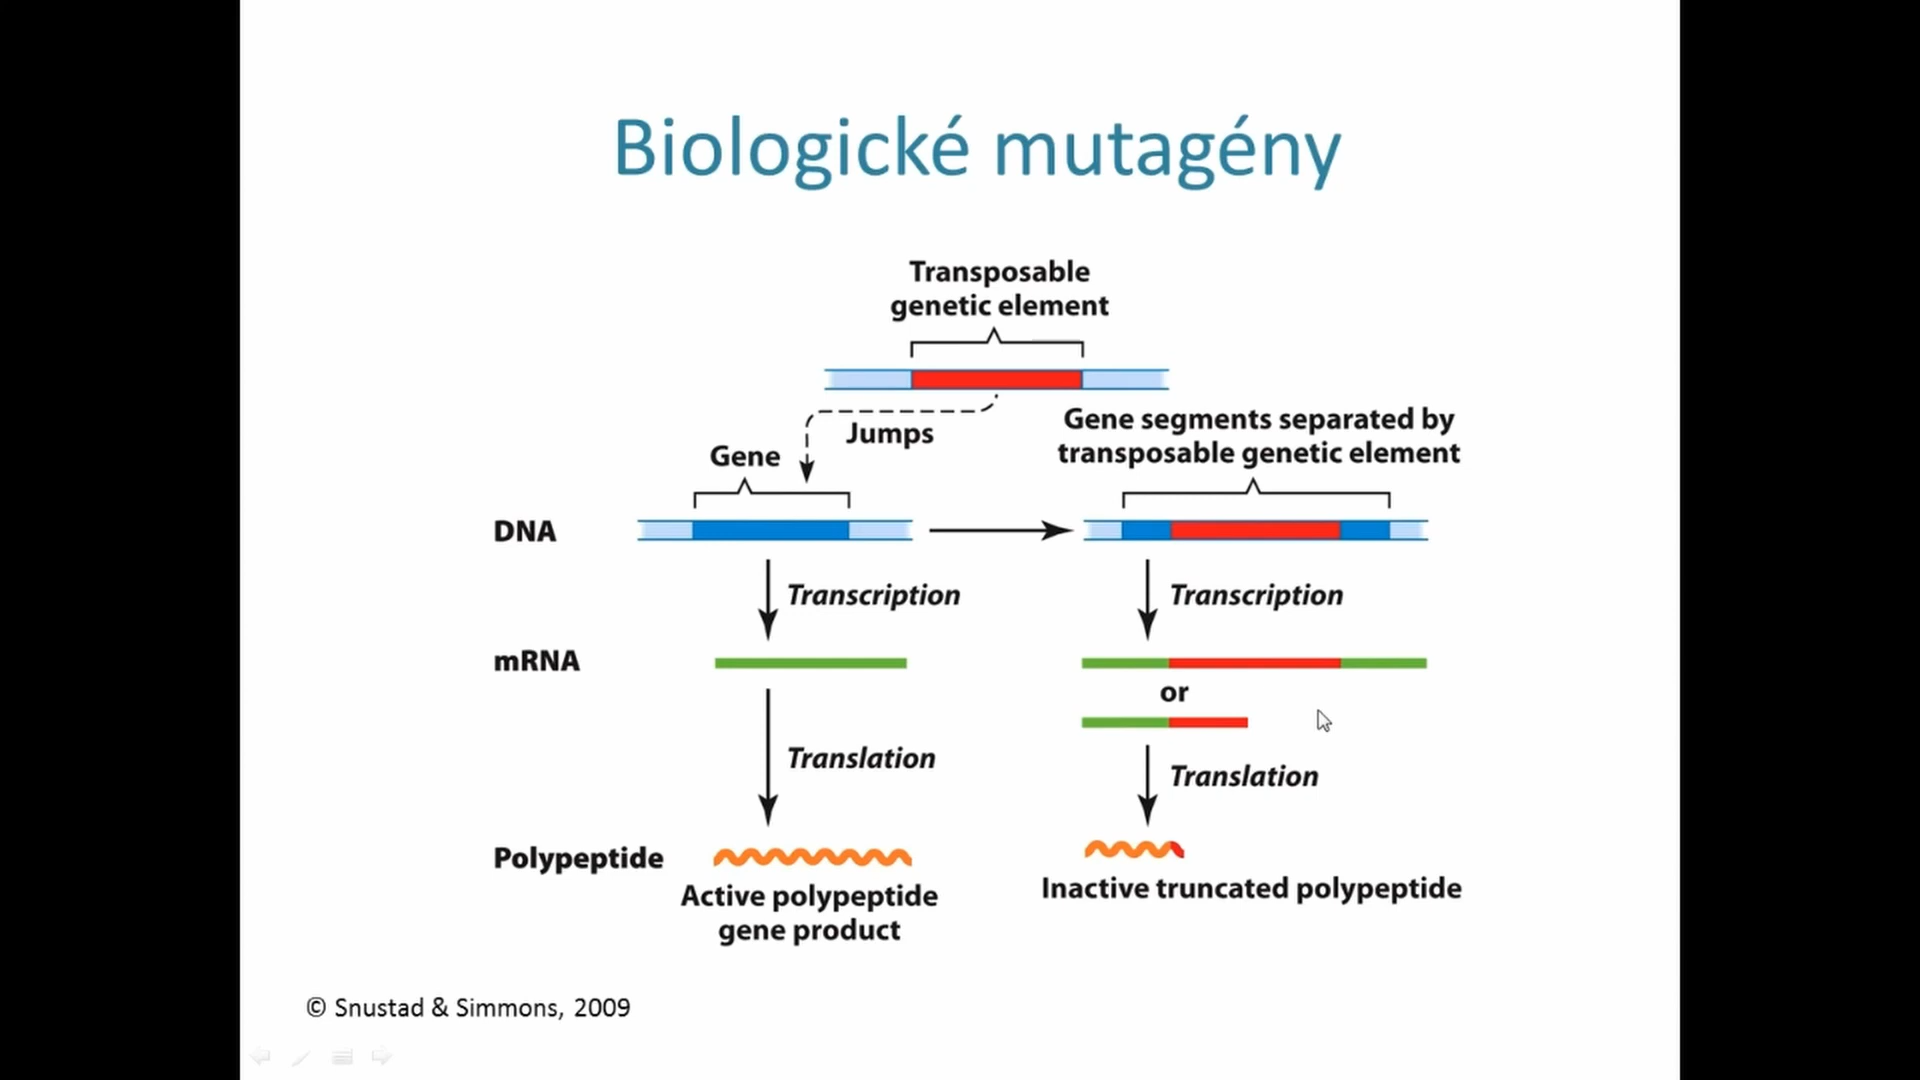 Biologické mutagény
Transposable
genetic element
Jumps
Gene
Gene segments separated by
transposable genetic element
DNA
Transcription
Transcription
mRNA
or
Translation
Translation
Polypeptide
Active polypeptide
gene product
Inactive truncated polypeptide
© Snustad & Simmons, 2009